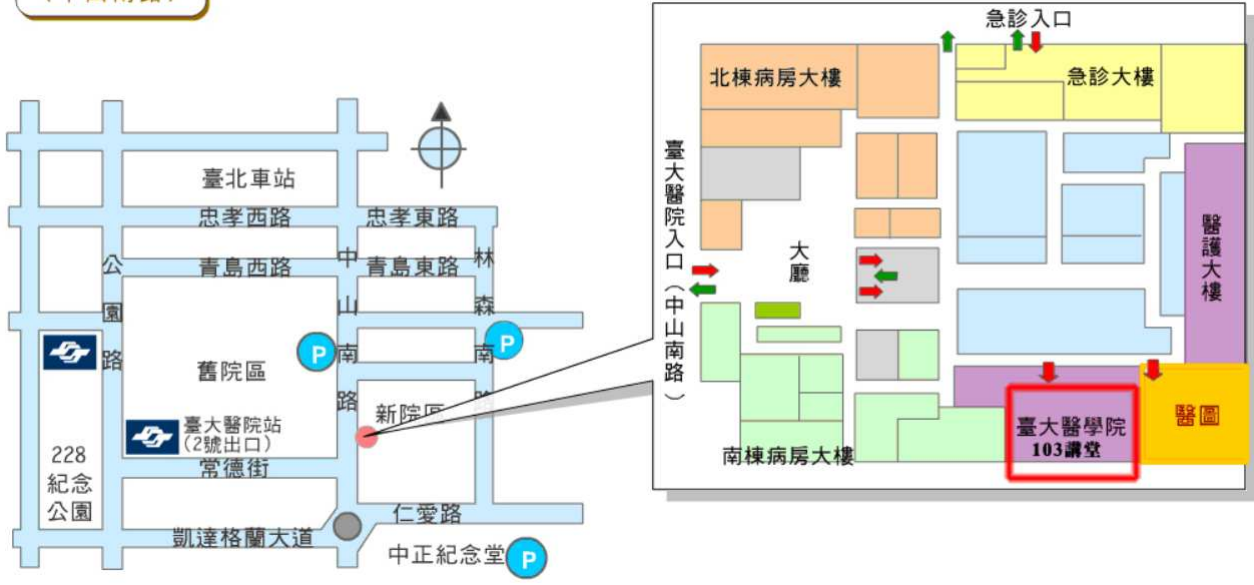 臺北車站
忠孝西路
忠孝東路
公園路
青島西路
中山南路
青島東路
林森南路
P
P
舊院區
新院區
臺大醫院站
(2號出口)
228
紀念
公園
常德街
仁愛路
凱達格蘭大道
中正紀念堂
P
急診入口
北棟病房大樓
急診大樓
臺大醫院入口(中山南路)
大廳
醫護大樓
南棟病房大樓
臺大醫學院
103講堂
醫圖